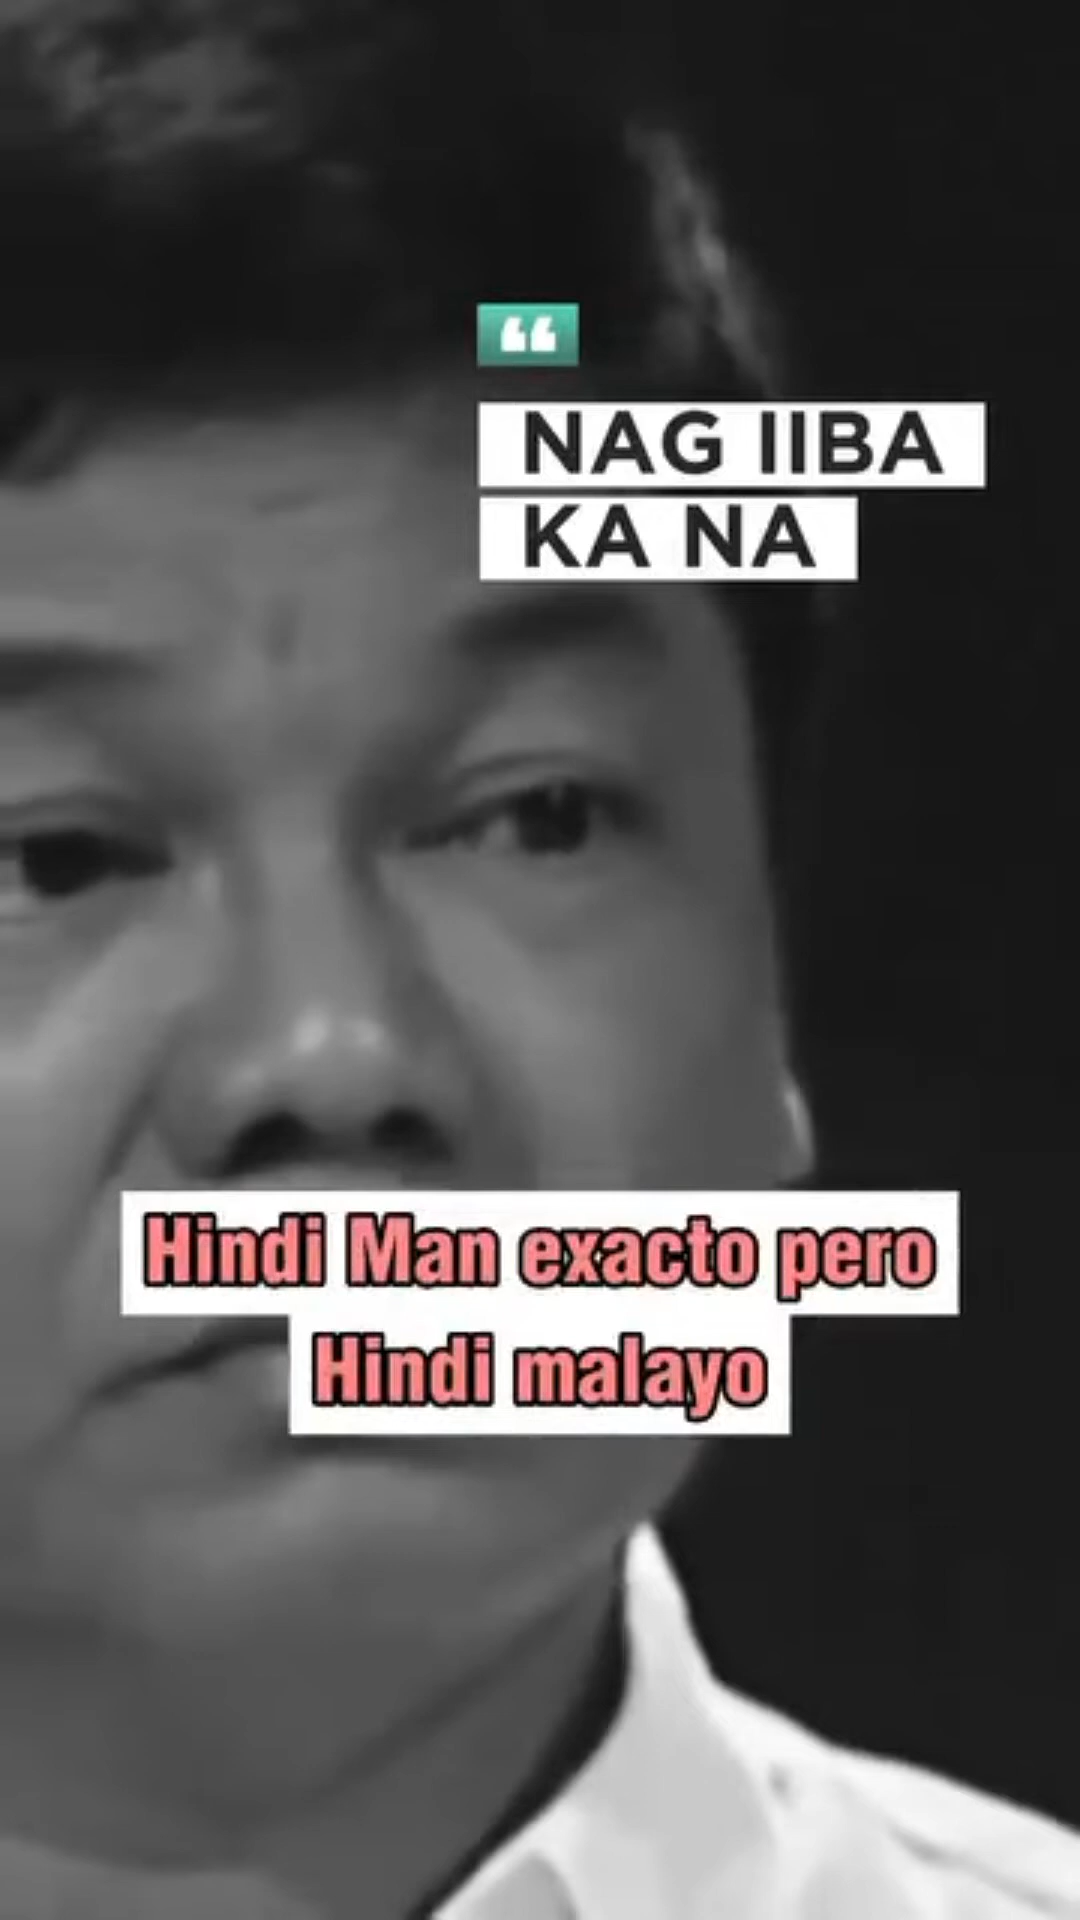 ❝
NAG IIBA
KA NA
Hindi Man exacto pero
Hindi malayo